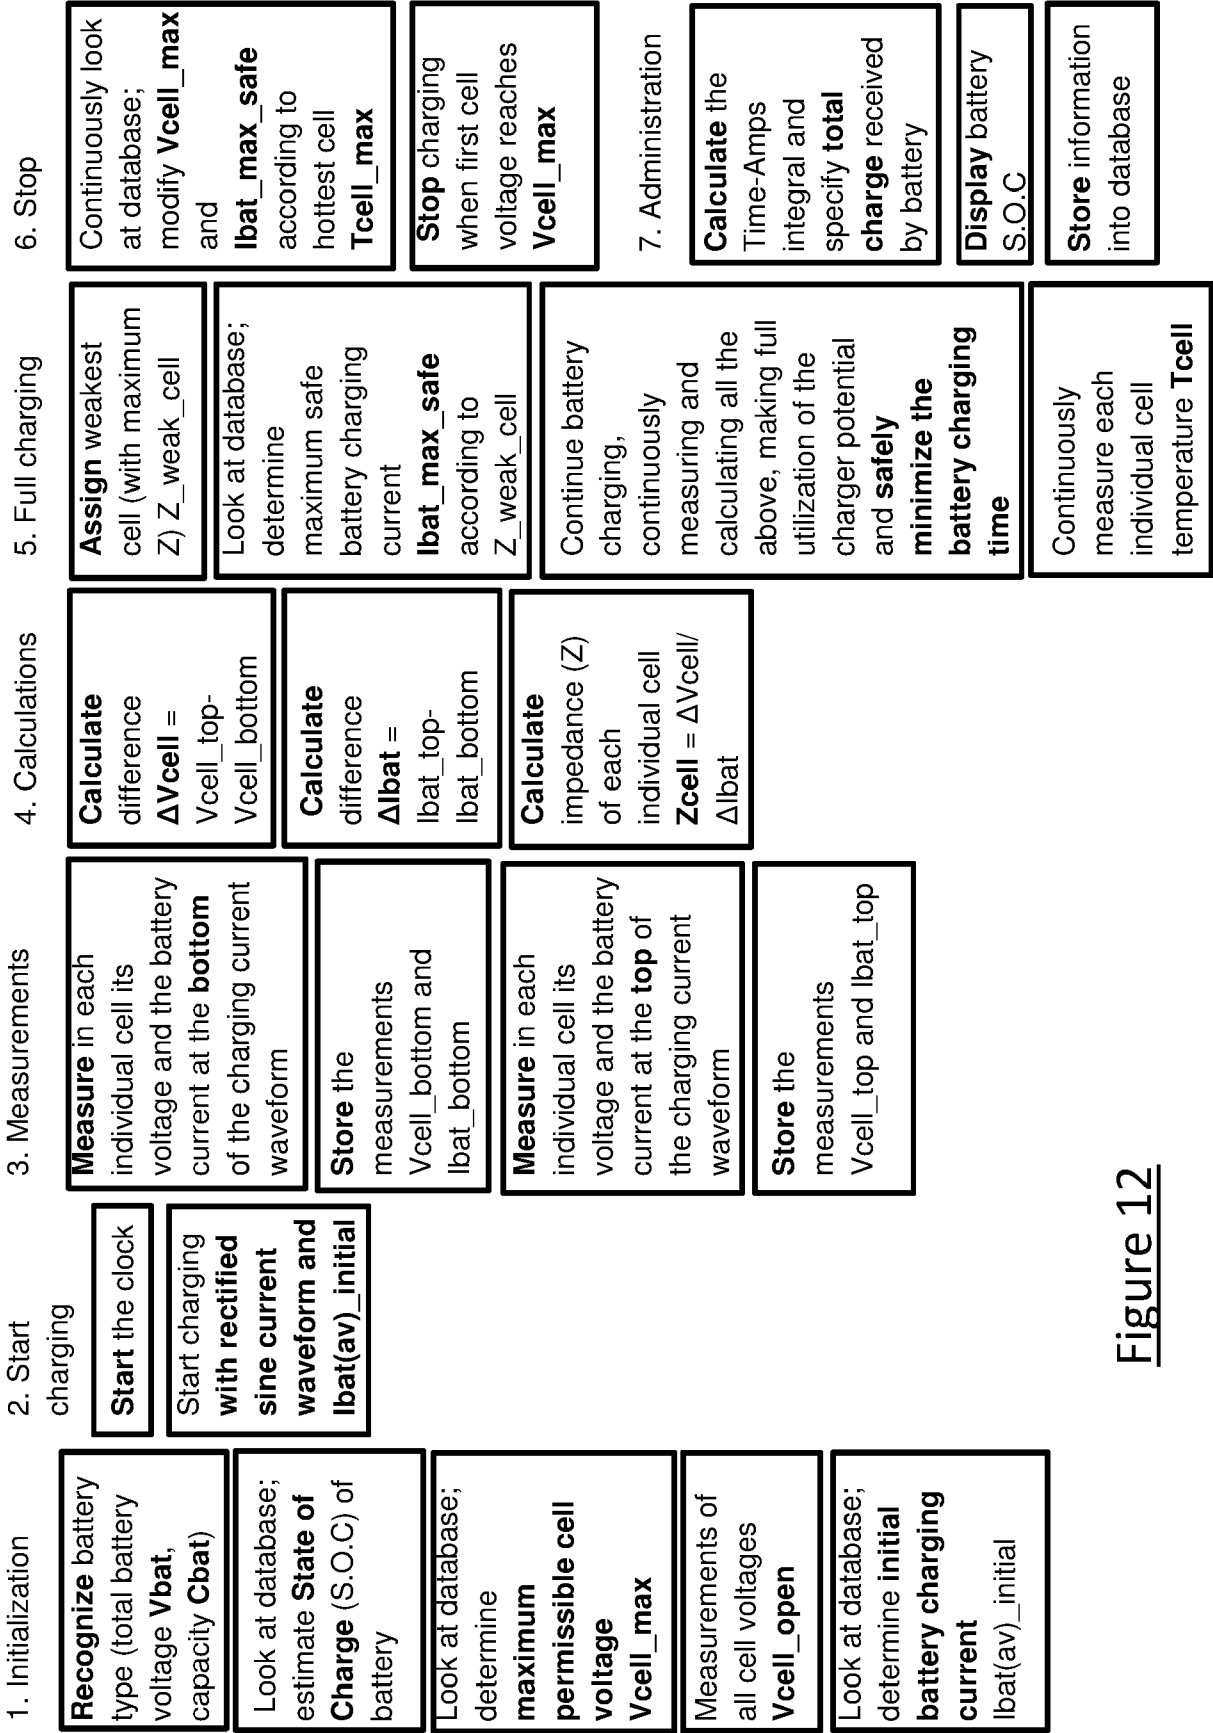 1. Initialization
Recognize battery
type (total battery
voltage Vbat,
capacity Cbat)
Look at database;
estimate State of
Charge (S.O.C) of
battery
Look at database;
determine
maximum
permissible cell
voltage
Vcell_max
Measurements of
all cell voltages
Vcell_open
Look at database;
determine initial
battery charging
current
Ibat(av)_initial
2. Start
charging
Start the clock
Start charging
with rectified
sine current
waveform and
Ibat(av)_initial
3. Measurements
Measure in each
individual cell its
voltage and the battery
current at the bottom
of the charging current
waveform
Store the
measurements
Vcell_bottom and
Ibat_bottom
Measure in each
individual cell its
voltage and the battery
current at the top of
the charging current
waveform
Store the
measurements
Vcell_top and Ibat_top
4. Calculations
Calculate
difference
ΔVcell =
Vcell_top-
Vcell_bottom
Calculate
difference
ΔIbat =
Ibat_top-
Ibat_bottom
Calculate
impedance (Z)
of each
individual cell
Zcell = ΔVcell/
ΔIbat
5. Full charging
Assign weakest
cell (with maximum
Z) Z_weak_cell
Look at database;
determine
maximum safe
battery charging
current
Ibat_max_safe
according to
Z_weak_cell
Continue battery
charging,
continuously
measuring and
calculating all the
above, making full
utilization of the
charger potential
and safely
minimize the
battery charging
time
Continuously
measure each
individual cell
temperature Tcell
6. Stop
Continuously look
at database;
modify Vcell_max
and
Ibat_max_safe
according to
hottest cell
Tcell_max
Stop charging
when first cell
voltage reaches
Vcell_max
7. Administration
Calculate the
Time-Amps
integral and
specify total
charge received
by battery
Display battery
S.O.C
Store information
into database
Figure 12